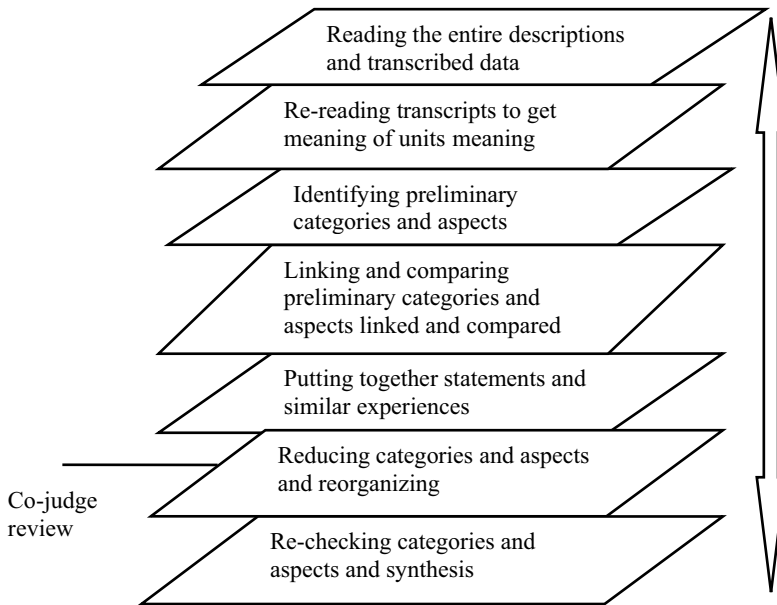 Reading the entire descriptions
and transcribed data
Re-reading transcripts to get
meaning of units meaning
Identifying preliminary
categories and aspects
Linking and comparing
preliminary categories and
aspects linked and compared
Putting together statements and
similar experiences
Reducing categories and aspects
and reorganizing
Co-judge
review
Re-checking categories and
aspects and synthesis